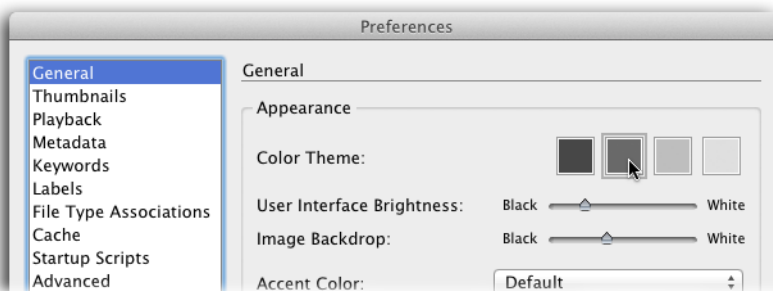 Preferences
General
Thumbnails
Playback
Metadata
Keywords
Labels
File Type Associations
Cache
Startup Scripts
Advanced
General
Appearance
Color Theme:
User Interface Brightness: Black White
Image Backdrop: Black White
Accent Color: Default